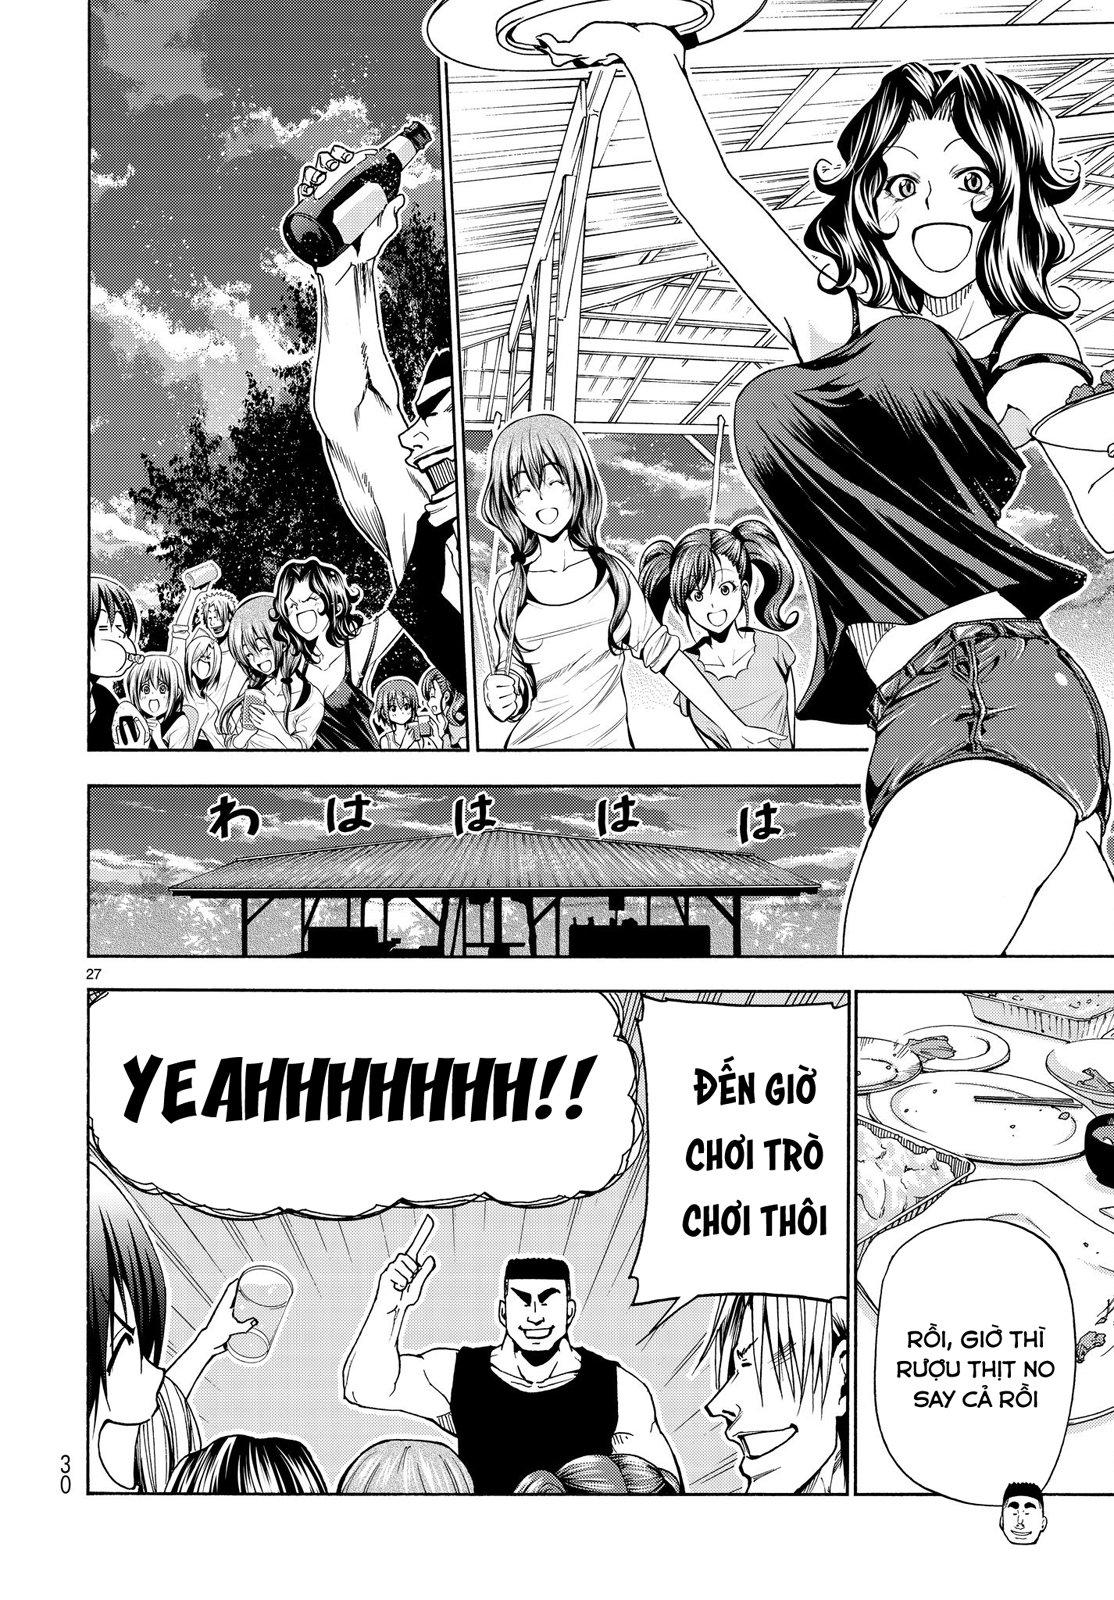 わははははは
27
RỒI, GIỜ THÌ
RƯỢU THỊT NO
SAY CẢ RỒI
ĐẾN GIỜ
CHƠI TRÒ
CHƠI THÔI
YEAHHHHHHH!!
30